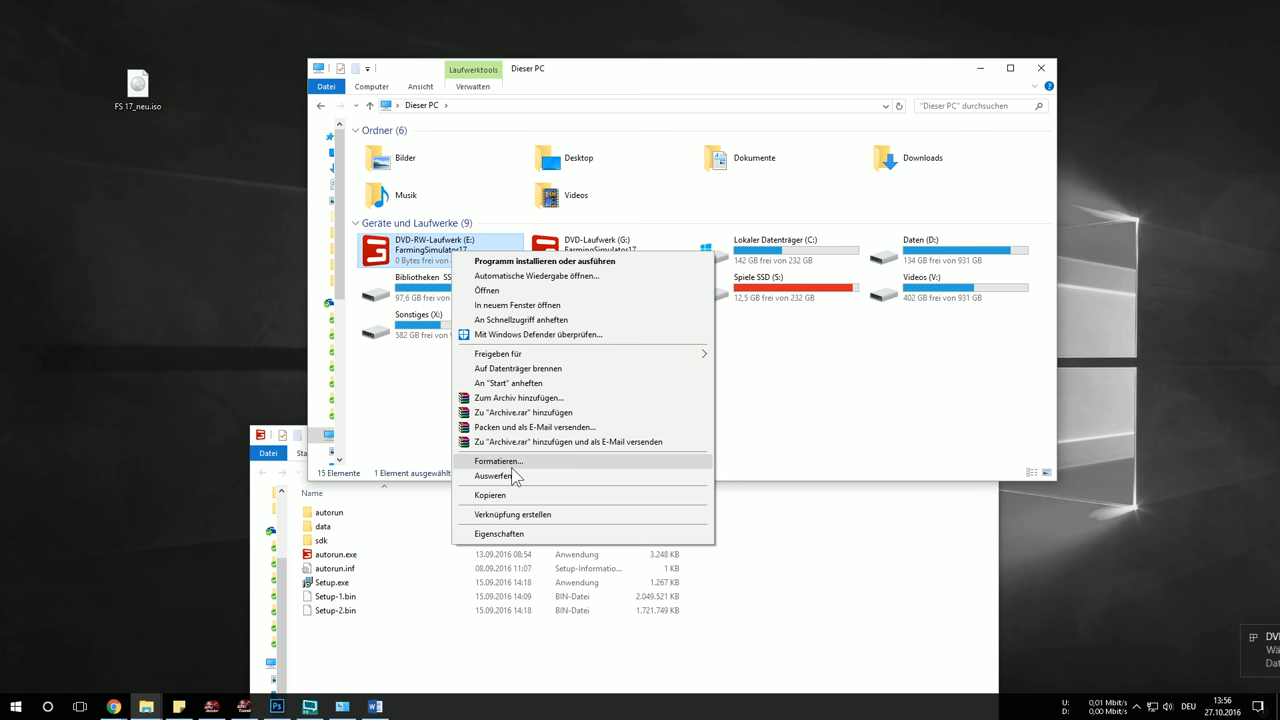 FS 17_neu.iso
Laufwerktools
Dieser PC
Datei
Computer
Ansicht
Verwalten
Dieser PC
"Dieser PC" durchsuchen
Ordner (6)
Bilder
Desktop
Dokumente
Downloads
Musik
Videos
Geräte und Laufwerke (9)
DVD-RW-Laufwerk (E:)
FarmingSimulator17
0 Bytes frei von
DVD-Laufwerk (G:)
FarmingSimulator17
Lokaler Datenträger (C:)
142 GB frei von 232 GB
Daten (D:)
134 GB frei von 931 GB
Bibliotheken SS
97,6 GB frei von
Spiele SSD (S:)
12,5 GB frei von 232 GB
Videos (V:)
402 GB frei von 931 GB
Sonstiges (X:)
582 GB frei von
15 Elemente
1 Element ausgewählt
Programm installieren oder ausführen
Automatische Wiedergabe öffnen...
Öffnen
In neuem Fenster öffnen
An Schnellzugriff anheften
Mit Windows Defender überprüfen...
Freigeben für
Auf Datenträger brennen
An "Start" anheften
Zum Archiv hinzufügen...
Zu "Archive.rar" hinzufügen
Packen und als E-Mail versenden...
Zu "Archive.rar" hinzufügen und als E-Mail versenden
Formatieren...
Auswerfen
Kopieren
Verknüpfung erstellen
Eigenschaften
Datei
Sta
Name
autorun
data
sdk
autorun.exe 13.09.2016 08:54 Anwendung 3.248 KB
autorun.inf 08.09.2016 11:07 Setup-Informatio... 1 KB
Setup.exe 15.09.2016 14:18 Anwendung 1.267 KB
Setup-1.bin 15.09.2016 14:09 BIN-Datei 2.049.521 KB
Setup-2.bin 15.09.2016 14:18 BIN-Datei 1.721.749 KB
DVI
Wä
Dat
U: 0,01 Mbit/s
D: 0,00 Mbit/s
DEU
13:56
27.10.2016